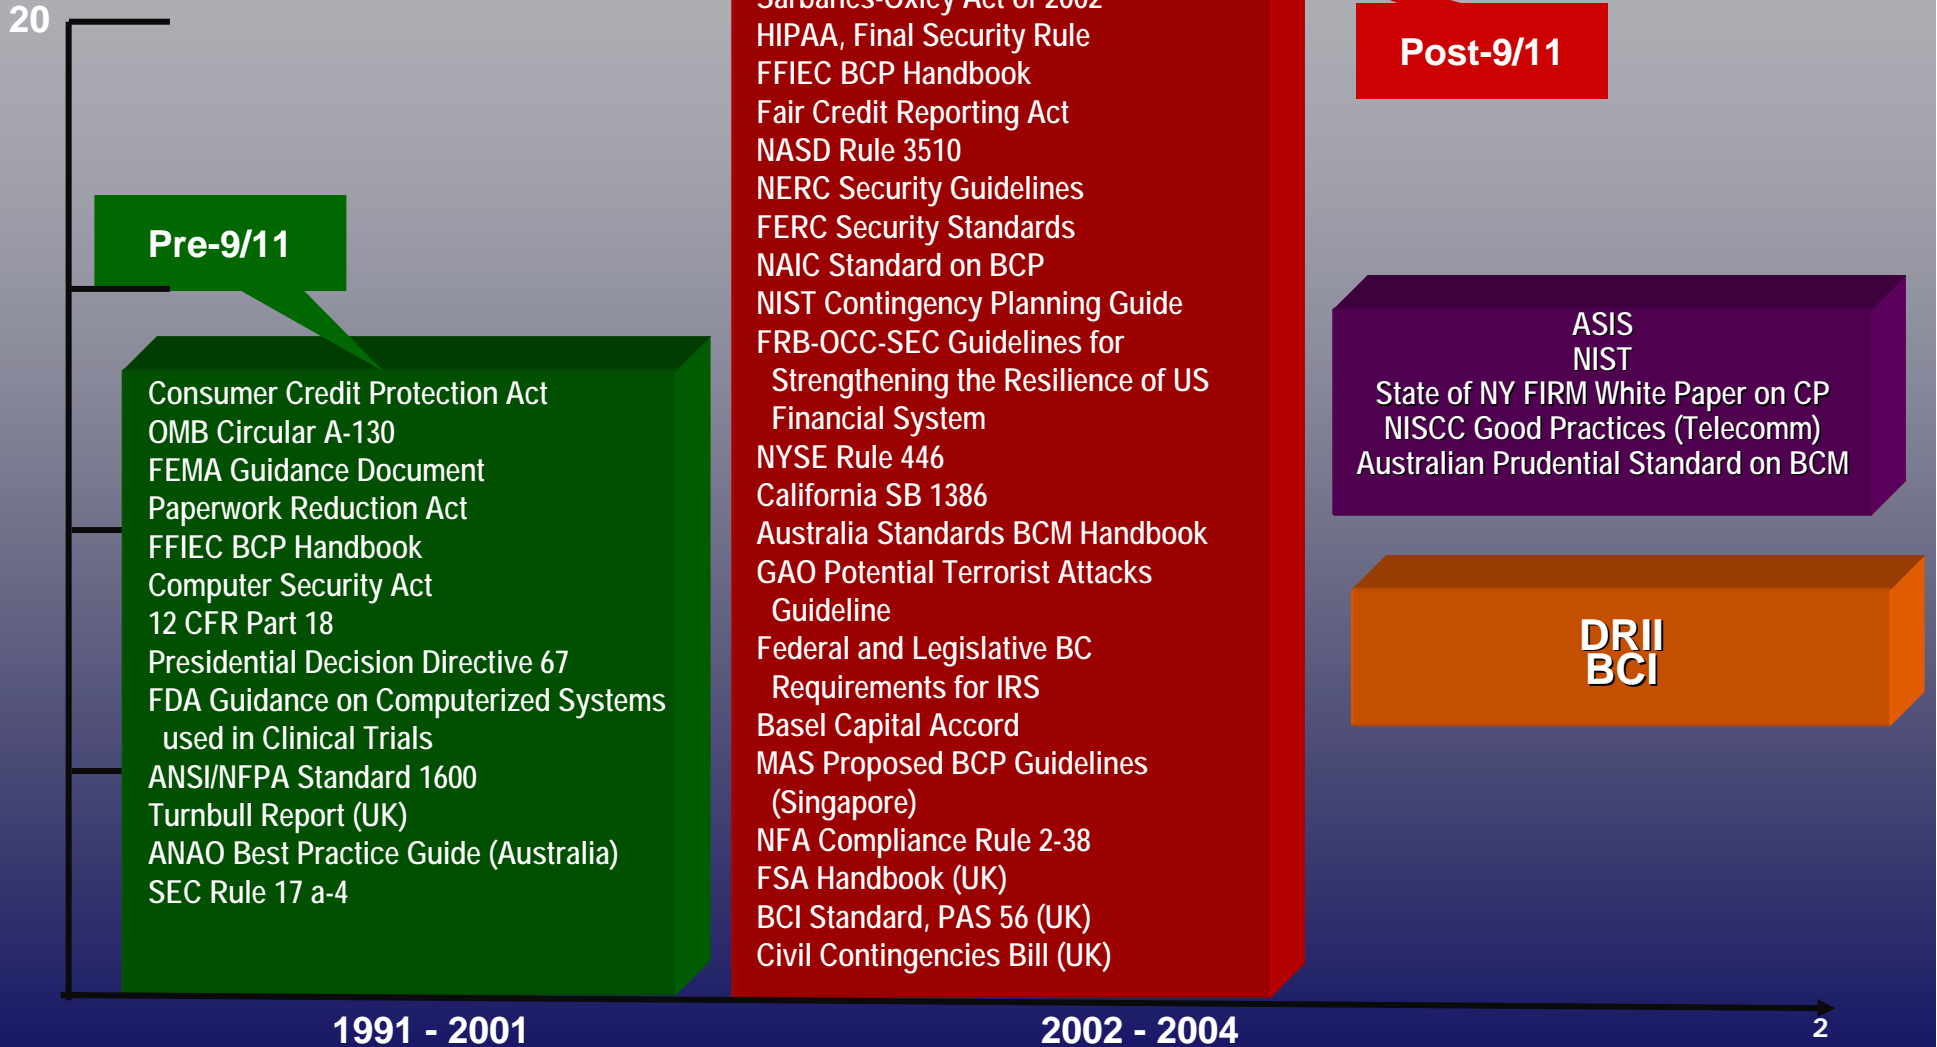 20
Pre-9/11
Consumer Credit Protection Act
OMB Circular A-130
FEMA Guidance Document
Paperwork Reduction Act
FFIEC BCP Handbook
Computer Security Act
12 CFR Part 18
Presidential Decision Directive 67
FDA Guidance on Computerized Systems
used in Clinical Trials
ANSI/NFPA Standard 1600
Turnbull Report (UK)
ANAO Best Practice Guide (Australia)
SEC Rule 17 a-4
1991 - 2001
Sarbanes-Oxley Act of 2002
HIPAA, Final Security Rule
FFIEC BCP Handbook
Fair Credit Reporting Act
NASD Rule 3510
NERC Security Guidelines
FERC Security Standards
NAIC Standard on BCP
NIST Contingency Planning Guide
FRB-OCC-SEC Guidelines for
Strengthening the Resilience of US
Financial System
NYSE Rule 446
California SB 1386
Australia Standards BCM Handbook
GAO Potential Terrorist Attacks
Guideline
Federal and Legislative BC
Requirements for IRS
Basel Capital Accord
MAS Proposed BCP Guidelines
(Singapore)
NFA Compliance Rule 2-38
FSA Handbook (UK)
BCI Standard, PAS 56 (UK)
Civil Contingencies Bill (UK)
2002 - 2004
Post-9/11
ASIS
NIST
State of NY FIRM White Paper on CP
NISCC Good Practices (Telecomm)
Australian Prudential Standard on BCM
DRII
BCI
2